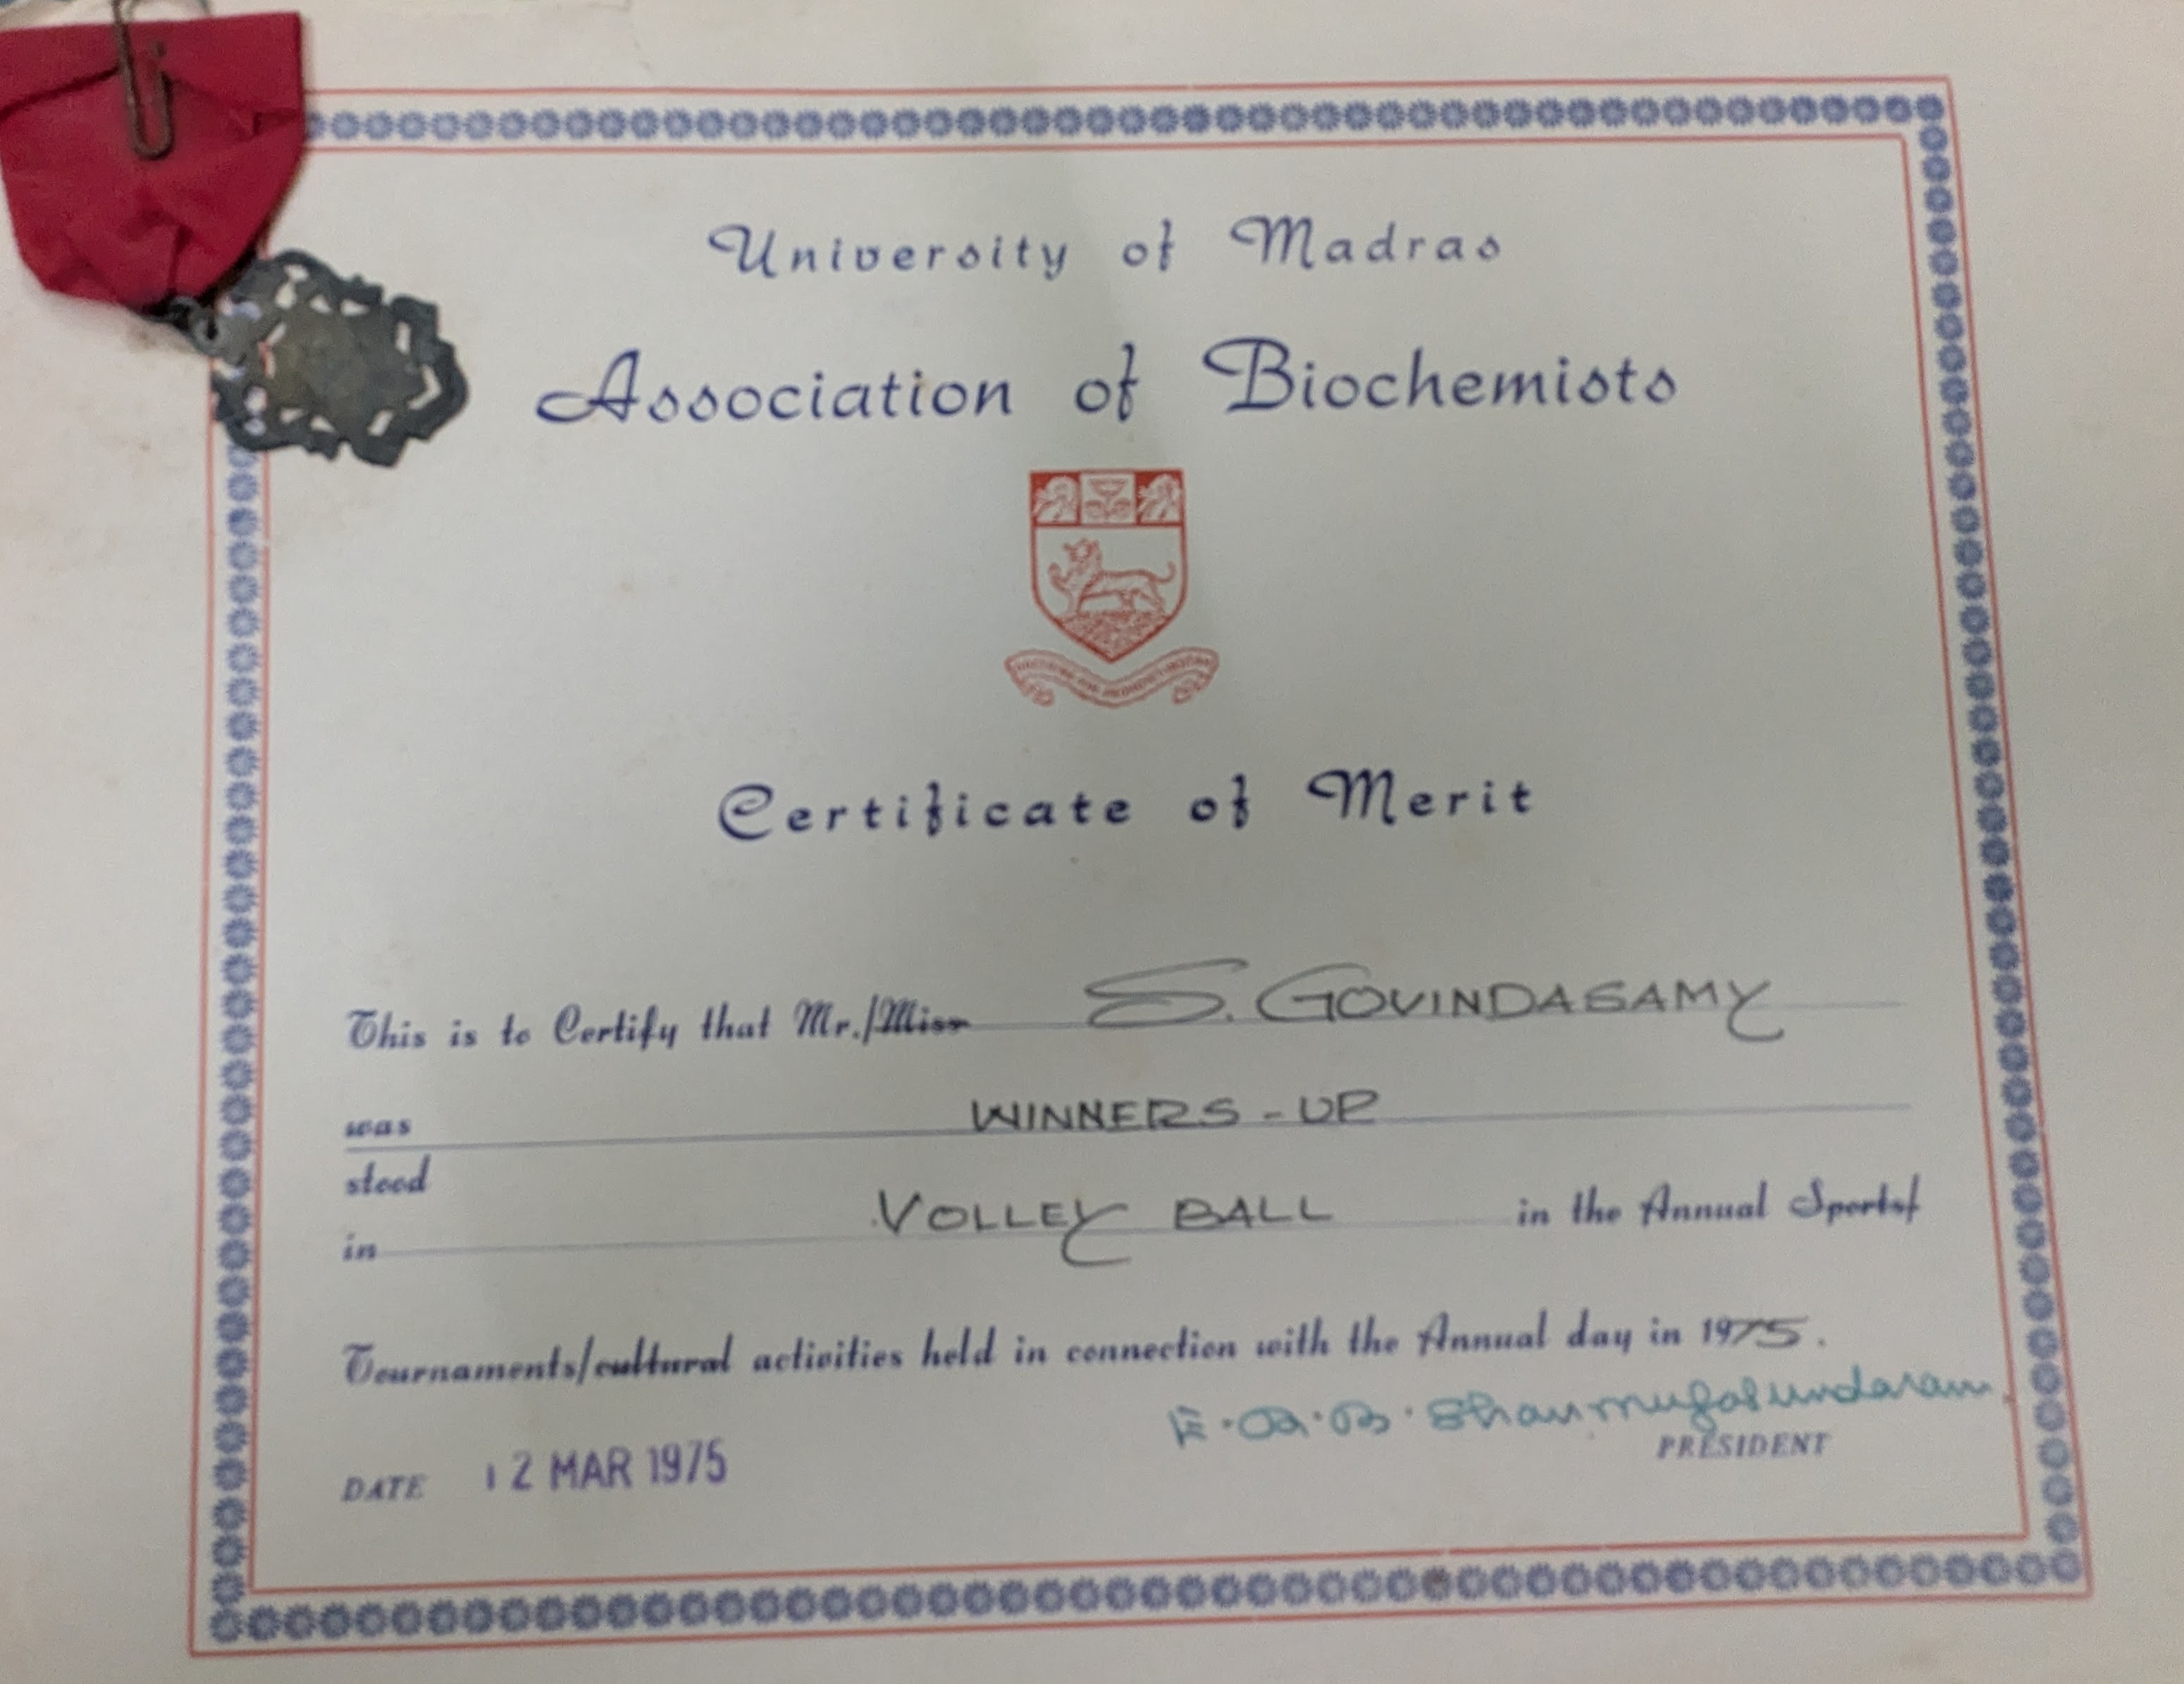 University of Madras
Association of Biochemists
Certificate of Merit
This is to Certify that Mr./Miss S. GOVINDASAMY
was WINNERS - UP
stood
in VOLLEY BALL in the Annual Sports/
Tournaments/cultural activities held in connection with the Annual day in 1975.
E.R.B. Shanmugasundaram
PRESIDENT
DATE 12 MAR 1975